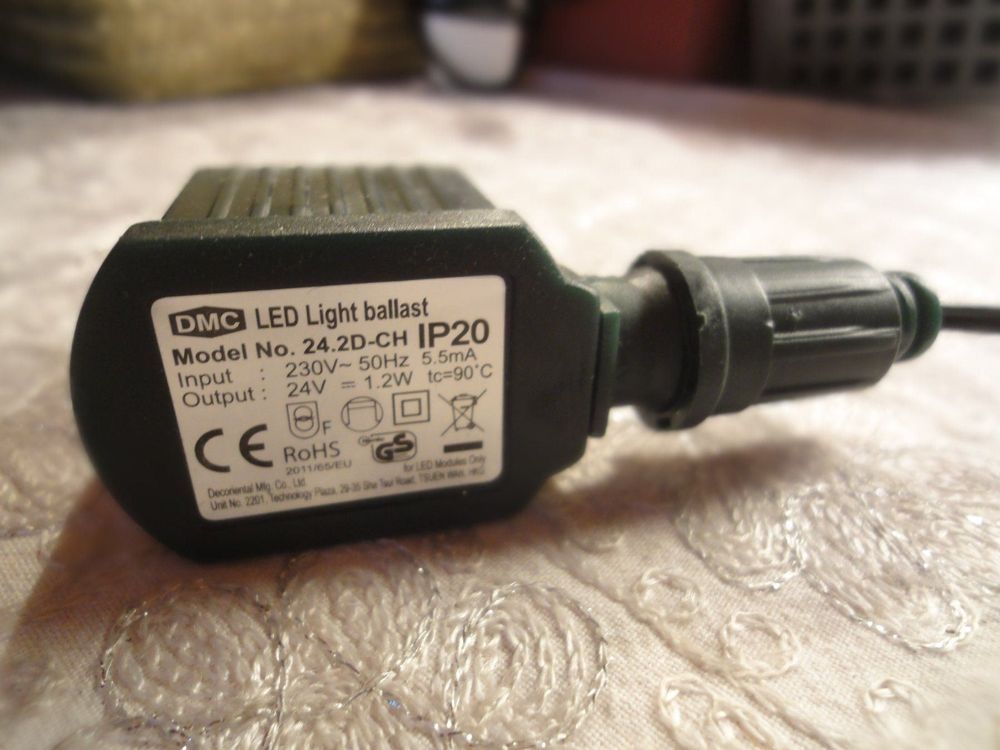 DMC LED Light ballast
Model No. 24.2D-CH IP20
Input : 230V~ 50Hz 5.5mA
Output : 24V ⎓ 1.2W tc=90°C
F
CE RoHS GS
2011/65/EU
for LED Modules Only
Decoriental Mfg. Co., Ltd.
Unit No. 2201, Technology Plaza, 29-35 Sha Tsui Road, TSUEN WAN, HKG